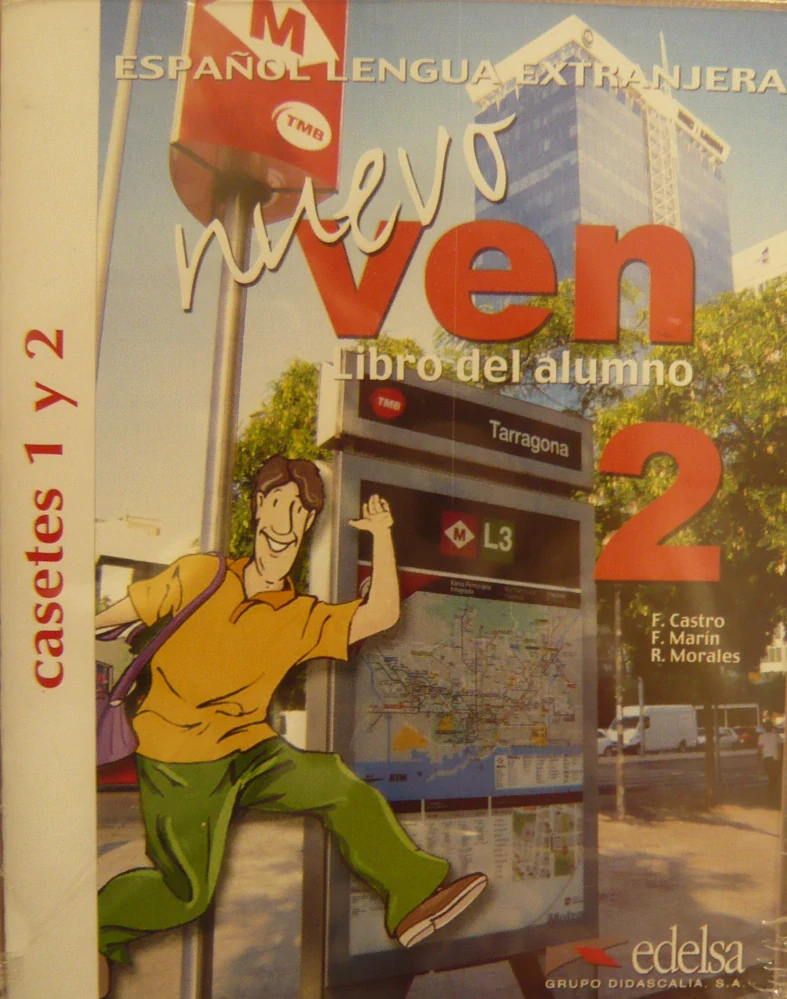 casetes 1 y 2
M
TMB
ESPAÑOL LENGUA EXTRANJERA
nuevo
ven
Libro del alumno
2
TMB
Tarragona
M L3
F. Castro
F. Marín
R. Morales
edelsa
GRUPO DIDASCALIA, S.A.